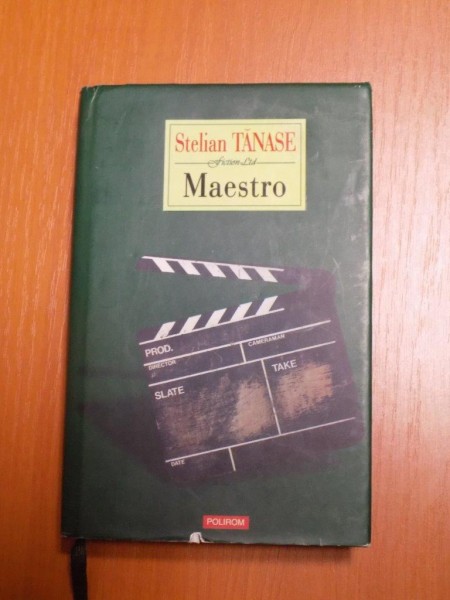 Stelian TĂNASE
Fiction Ltd
Maestro
PROD.
DIRECTOR
CAMERAMAN
SLATE
TAKE
DATE
POLIROM